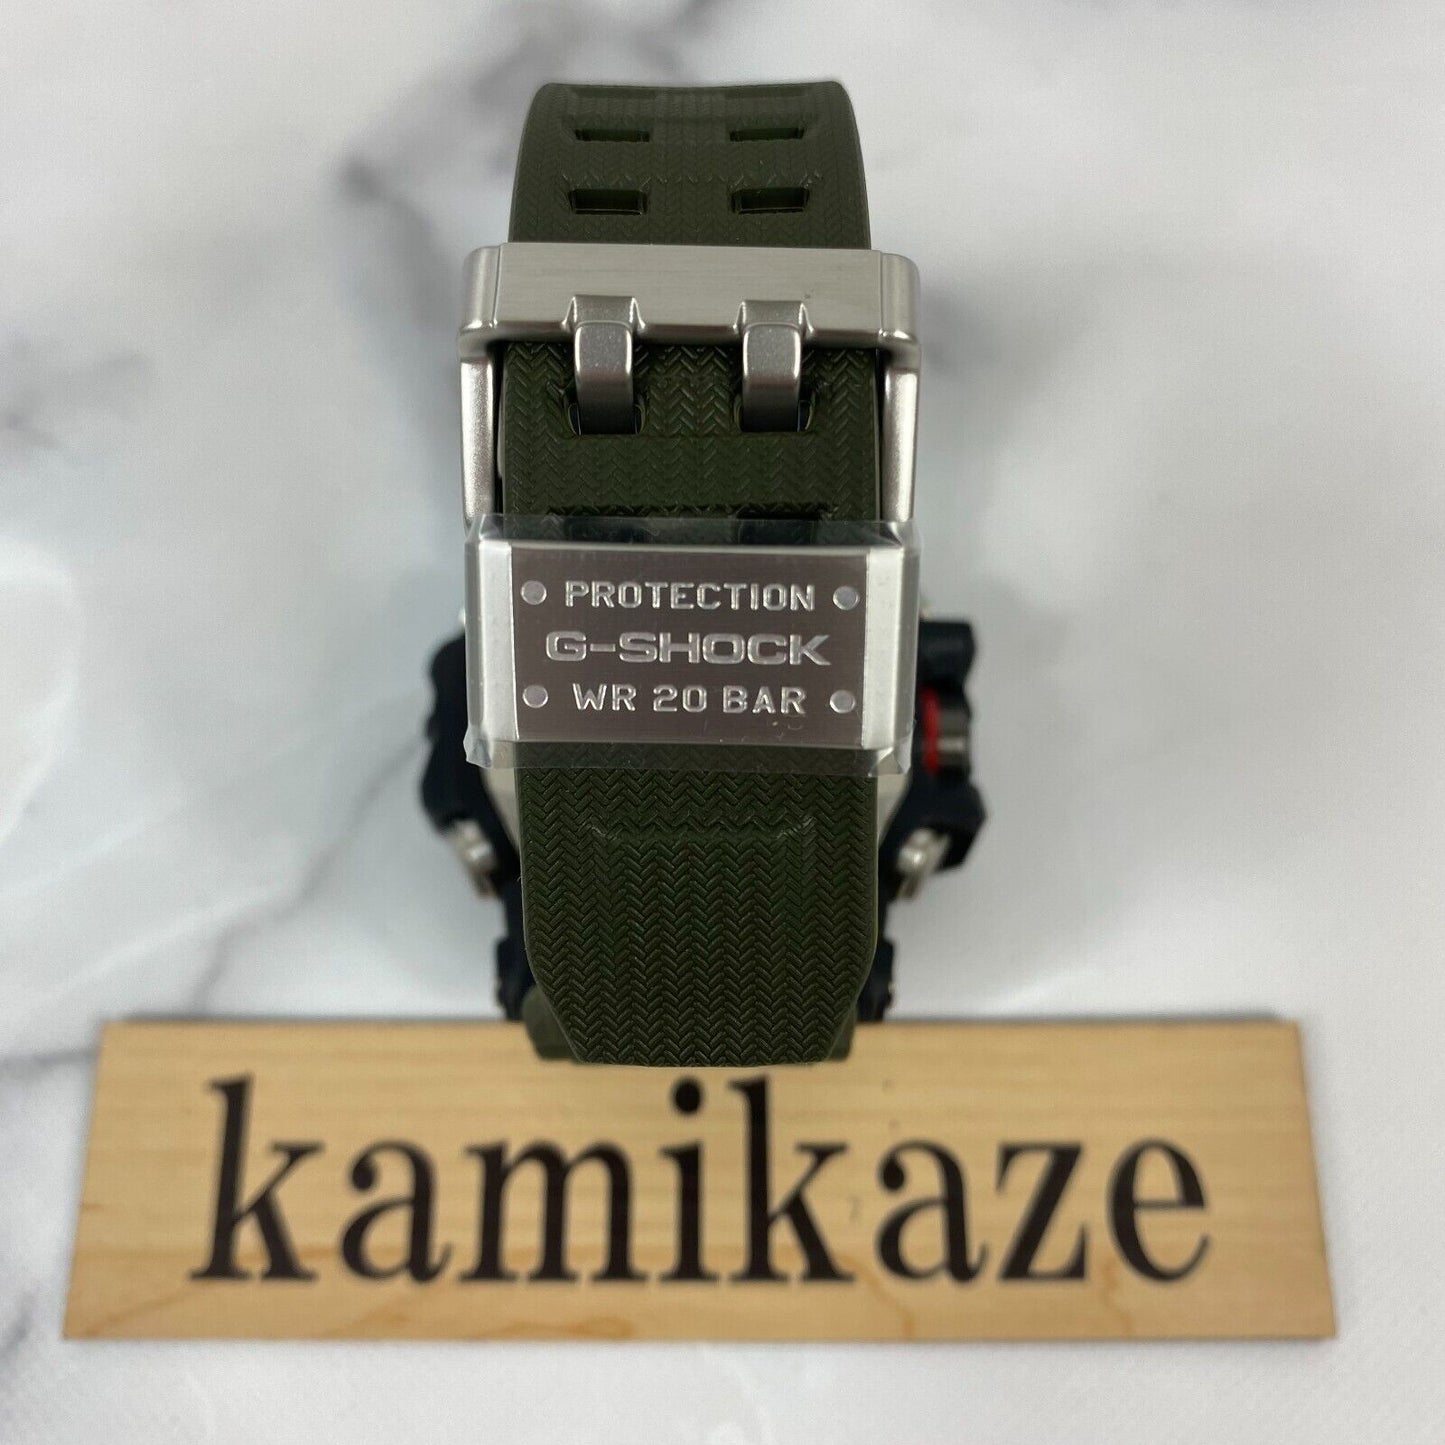 PROTECTION
G-SHOCK
WR 20 BAR
kamikaze